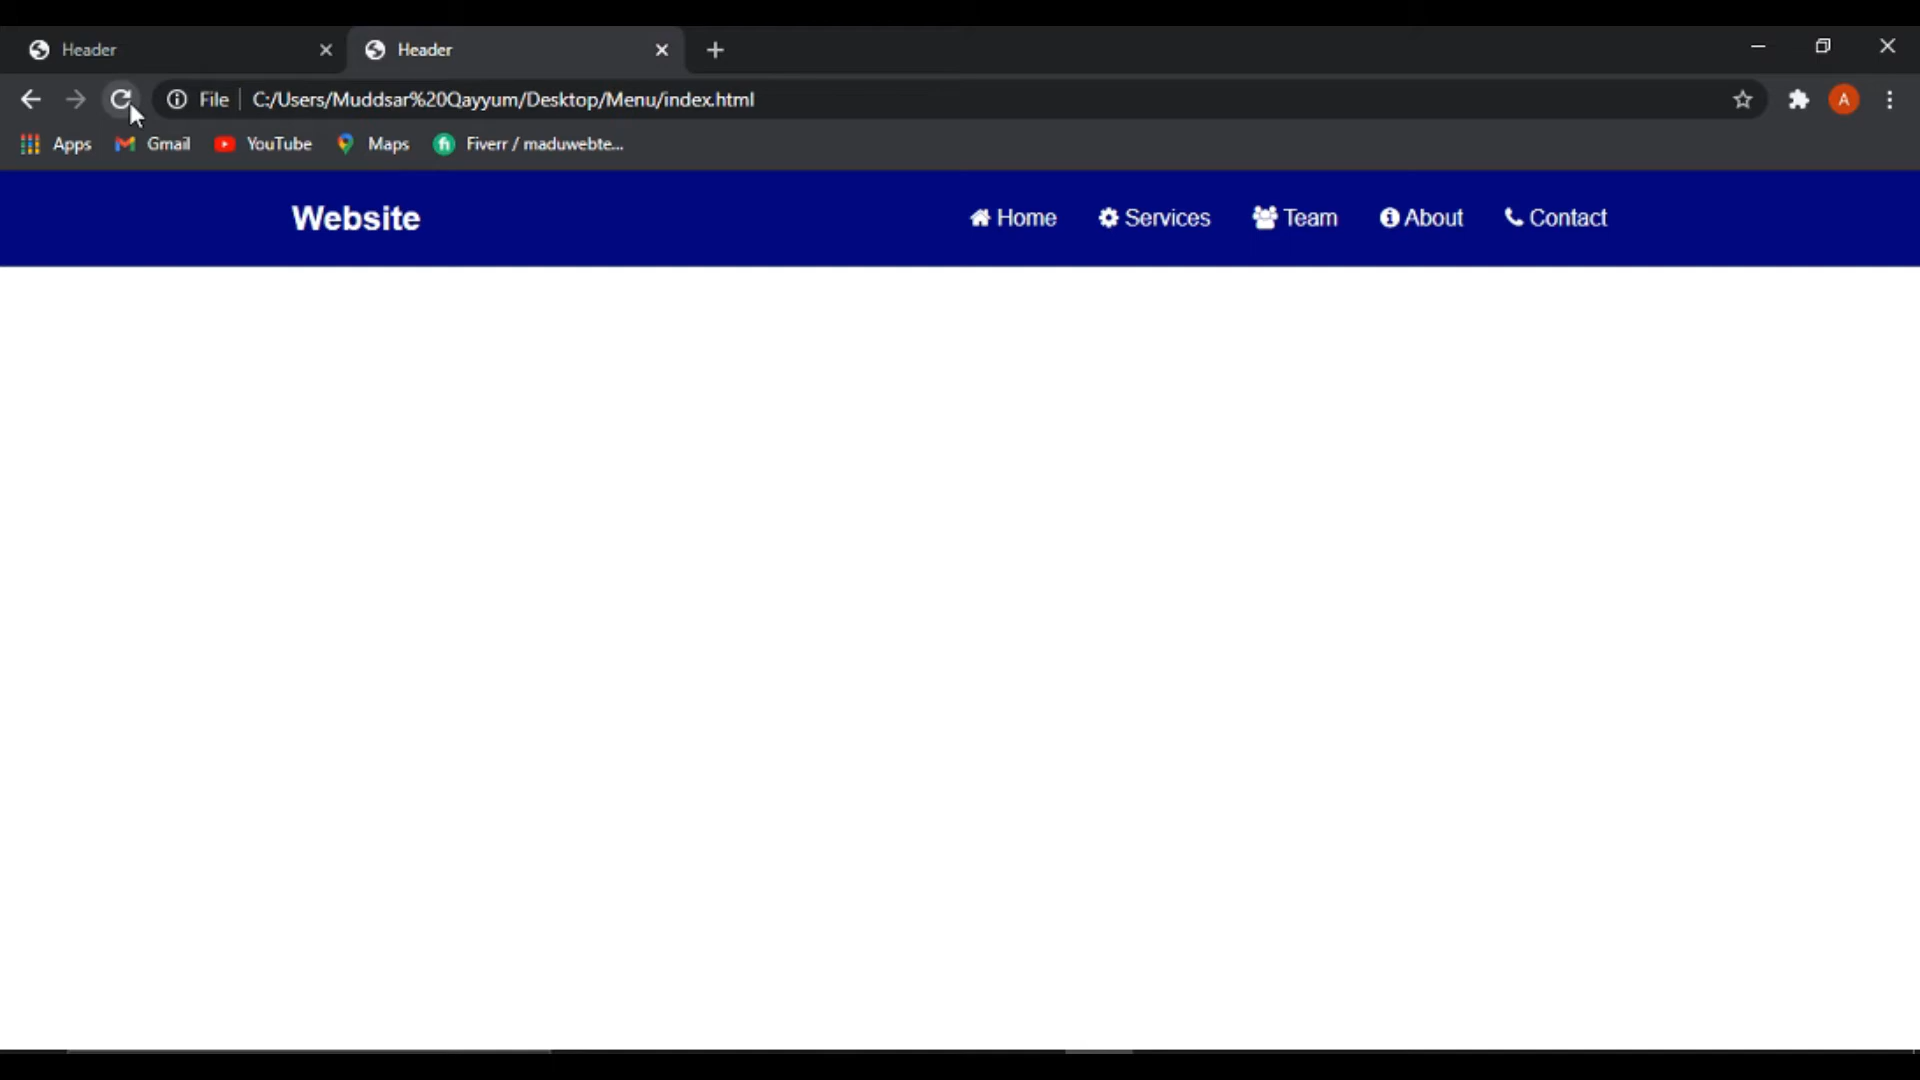 Header
Header
File C:/Users/Muddsar%20Qayyum/Desktop/Menu/index.html A
Apps Gmail YouTube Maps fi Fiverr / maduwebte...
Website Home Services Team About Contact